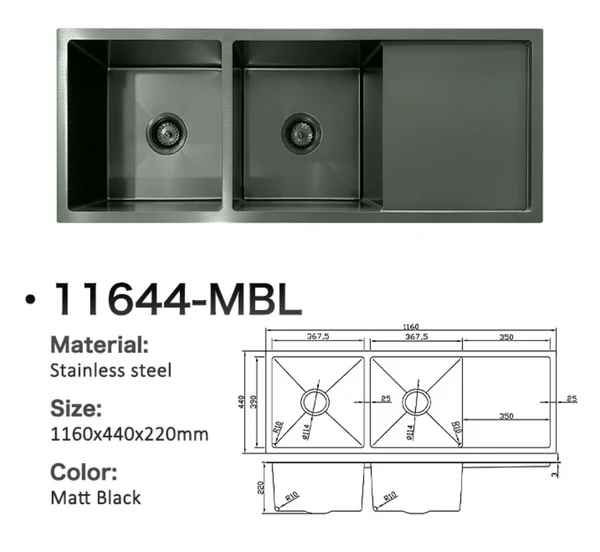 • 11644-MBL
Material:
Stainless steel
Size:
1160x440x220mm
Color:
Matt Black
1160
367,5 367,5 350
440
390
25 25
350
R10 ø114 ø114 R10
220
R10 R10
3